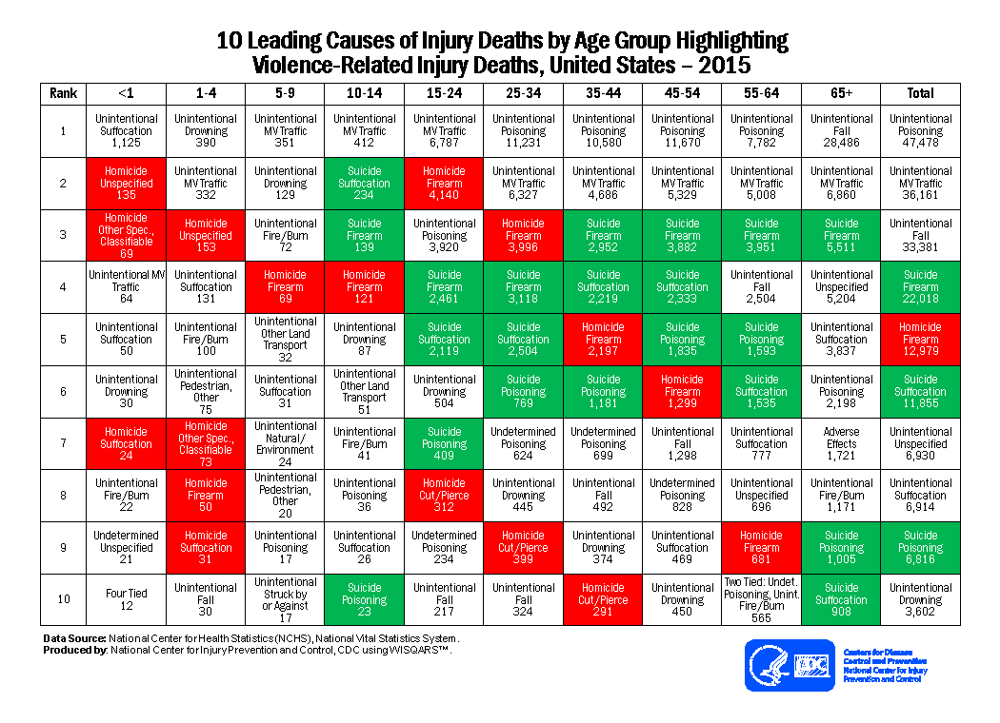 10 Leading Causes of Injury Deaths by Age Group Highlighting
Violence-Related Injury Deaths, United States – 2015
Rank <1 1-4 5-9 10-14 15-24 25-34 35-44 45-54 55-64 65+ Total
1
Unintentional
Suffocation
1,125
Unintentional
Drowning
390
Unintentional
MV Traffic
351
Unintentional
MV Traffic
412
Unintentional
MV Traffic
6,787
Unintentional
Poisoning
11,231
Unintentional
Poisoning
10,580
Unintentional
Poisoning
11,670
Unintentional
Poisoning
7,782
Unintentional
Fall
28,486
Unintentional
Poisoning
47,478
2
Homicide
Unspecified
135
Unintentional
MV Traffic
332
Unintentional
Drowning
129
Suicide
Suffocation
234
Homicide
Firearm
4,140
Unintentional
MV Traffic
6,327
Unintentional
MV Traffic
4,686
Unintentional
MV Traffic
5,329
Unintentional
MV Traffic
5,008
Unintentional
MV Traffic
6,860
Unintentional
MV Traffic
36,161
3
Homicide
Other Spec.,
Classifiable
69
Homicide
Unspecified
153
Unintentional
Fire/Burn
72
Suicide
Firearm
139
Unintentional
Poisoning
3,920
Homicide
Firearm
3,996
Suicide
Firearm
2,952
Suicide
Firearm
3,882
Suicide
Firearm
3,951
Suicide
Firearm
5,511
Unintentional
Fall
33,381
4
Unintentional MV
Traffic
64
Unintentional
Suffocation
131
Homicide
Firearm
69
Homicide
Firearm
121
Suicide
Firearm
2,461
Suicide
Firearm
3,118
Suicide
Suffocation
2,219
Suicide
Suffocation
2,333
Unintentional
Fall
2,504
Unintentional
Unspecified
5,204
Suicide
Firearm
22,018
5
Unintentional
Suffocation
50
Unintentional
Fire/Burn
100
Unintentional
Other Land
Transport
32
Unintentional
Drowning
87
Suicide
Suffocation
2,119
Suicide
Suffocation
2,504
Homicide
Firearm
2,197
Suicide
Poisoning
1,835
Suicide
Poisoning
1,593
Unintentional
Suffocation
3,837
Homicide
Firearm
12,979
6
Unintentional
Drowning
30
Unintentional
Pedestrian,
Other
75
Unintentional
Suffocation
31
Unintentional
Other Land
Transport
51
Unintentional
Drowning
504
Suicide
Poisoning
769
Suicide
Poisoning
1,181
Homicide
Firearm
1,299
Suicide
Suffocation
1,535
Unintentional
Poisoning
2,198
Suicide
Suffocation
11,855
7
Homicide
Suffocation
24
Homicide
Other Spec.,
Classifiable
73
Unintentional
Natural/
Environment
24
Unintentional
Fire/Burn
41
Suicide
Poisoning
409
Undetermined
Poisoning
624
Undetermined
Poisoning
699
Unintentional
Fall
1,298
Unintentional
Suffocation
777
Adverse
Effects
1,721
Unintentional
Unspecified
6,930
8
Unintentional
Fire/Burn
22
Homicide
Firearm
50
Unintentional
Pedestrian,
Other
20
Unintentional
Poisoning
36
Homicide
Cut/Pierce
312
Unintentional
Drowning
445
Unintentional
Fall
492
Undetermined
Poisoning
828
Unintentional
Unspecified
696
Unintentional
Fire/Burn
1,171
Unintentional
Suffocation
6,914
9
Undetermined
Unspecified
21
Homicide
Suffocation
31
Unintentional
Poisoning
17
Unintentional
Suffocation
26
Undetermined
Poisoning
234
Homicide
Cut/Pierce
399
Unintentional
Drowning
374
Unintentional
Suffocation
469
Homicide
Firearm
681
Suicide
Poisoning
1,005
Suicide
Poisoning
6,816
10
Four Tied
12
Unintentional
Fall
30
Unintentional
Struck by
or Against
17
Suicide
Poisoning
23
Unintentional
Fall
217
Unintentional
Fall
324
Homicide
Cut/Pierce
291
Unintentional
Drowning
450
Two Tied: Undet.
Poisoning, Unint.
Fire/Burn
565
Suicide
Suffocation
908
Unintentional
Drowning
3,602
Data Source: National Center for Health Statistics (NCHS), National Vital Statistics System.
Produced by: National Center for Injury Prevention and Control, CDC using WISQARS™.
CDC
Centers for Disease
Control and Prevention
National Center for Injury
Prevention and Control